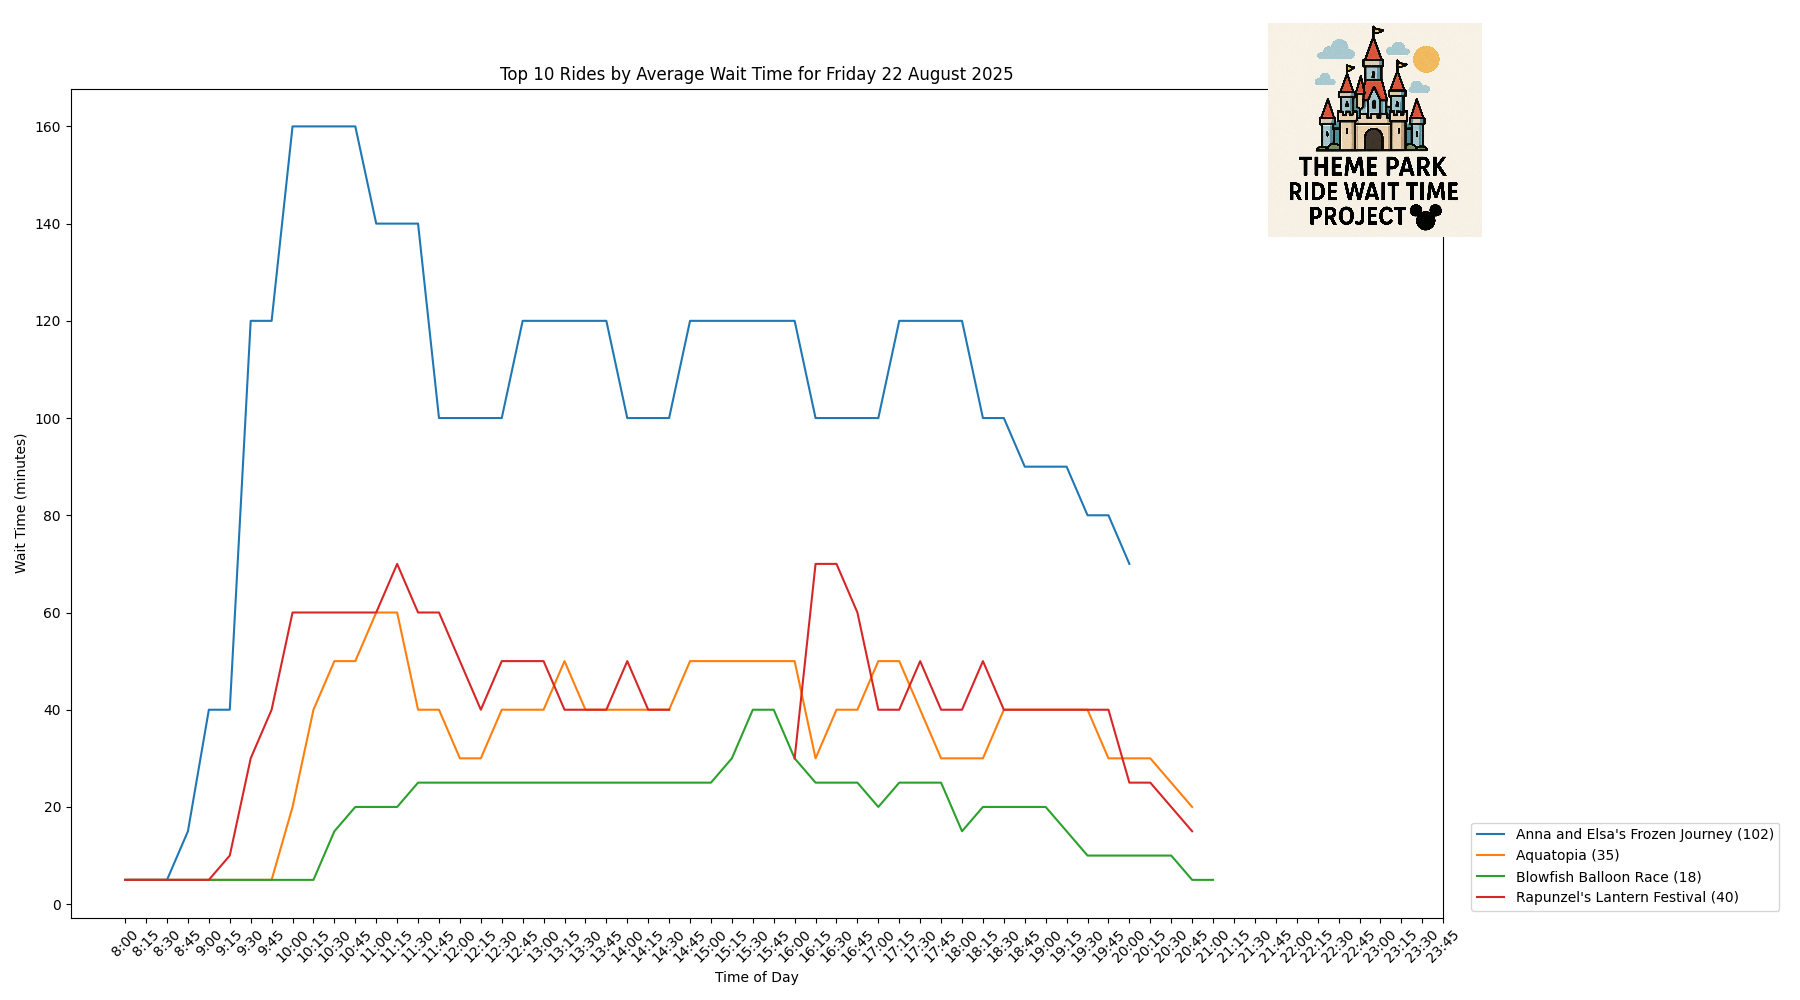 Top 10 Rides by Average Wait Time for Friday 22 August 2025
THEME PARK
RIDE WAIT TIME
PROJECT
Wait Time (minutes)
160
140
120
100
80
60
40
20
0
8:00 8:15 8:30 8:45 9:00 9:15 9:30 9:45 10:00 10:15 10:30 10:45 11:00 11:15 11:30 11:45 12:00 12:15 12:30 12:45 13:00 13:15 13:30 13:45 14:00 14:15 14:30 14:45 15:00 15:15 15:30 15:45 16:00 16:15 16:30 16:45 17:00 17:15 17:30 17:45 18:00 18:15 18:30 18:45 19:00 19:15 19:30 19:45 20:00 20:15 20:30 20:45 21:00 21:15 21:30 21:45 22:00 22:15 22:30 22:45 23:00 23:15 23:30 23:45
Time of Day
Anna and Elsa's Frozen Journey (102)
Aquatopia (35)
Blowfish Balloon Race (18)
Rapunzel's Lantern Festival (40)